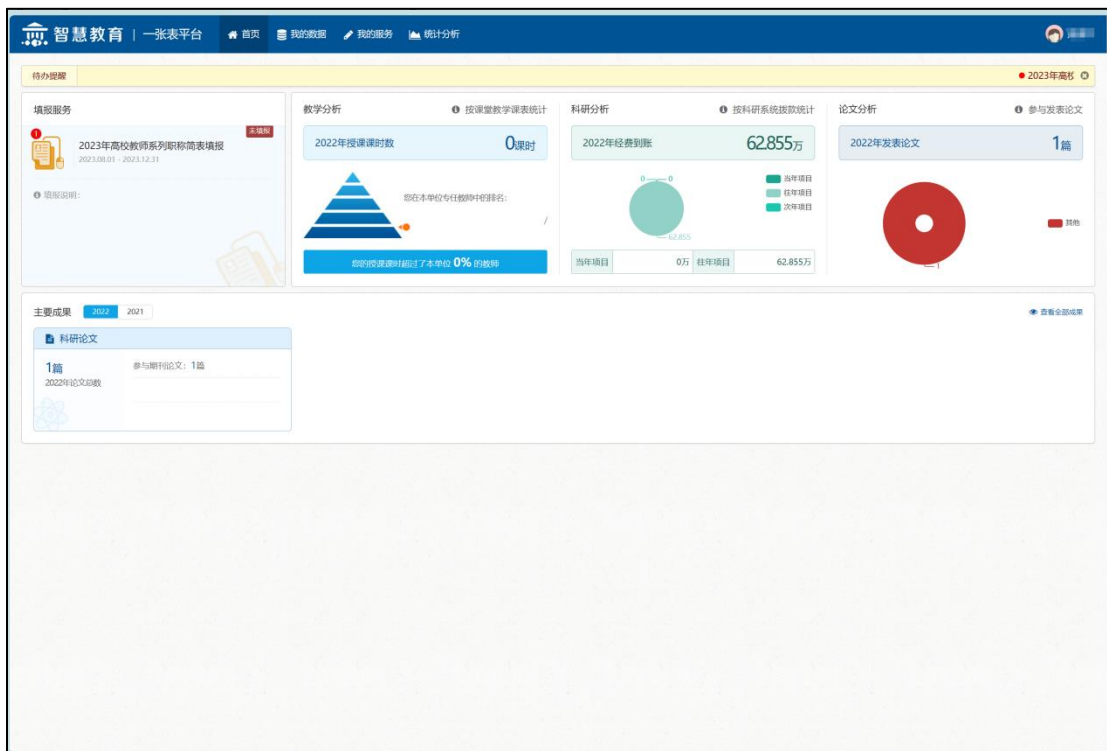 智慧教育 | 一张表平台 首页 我的数据 我的服务 统计分析
待办提醒 2023年高校
填报服务
1
未填报
2023年高校教师系列职称简表填报
2023.08.01 - 2023.12.31
填报说明:
教学分析 按课堂教学课表统计
2022年授课课时数 0课时
您在本单位专任教师中的排名:
/
您的授课课时超过了本单位 0% 的教师
科研分析 按科研系统拨款统计
2022年经费到账 62.855万
0 0
62.855
当年项目
往年项目
次年项目
当年项目 0万 往年项目 62.855万
论文分析 参与发表论文
2022年发表论文 1篇
其他
1
主要成果 2022 2021 查看全部成果
科研论文
1篇 参与期刊论文: 1篇
2022年论文总数